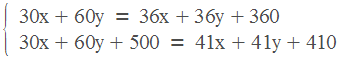 30x + 60y = 36x + 36y + 360
30x + 60y + 500 = 41x + 41y + 410